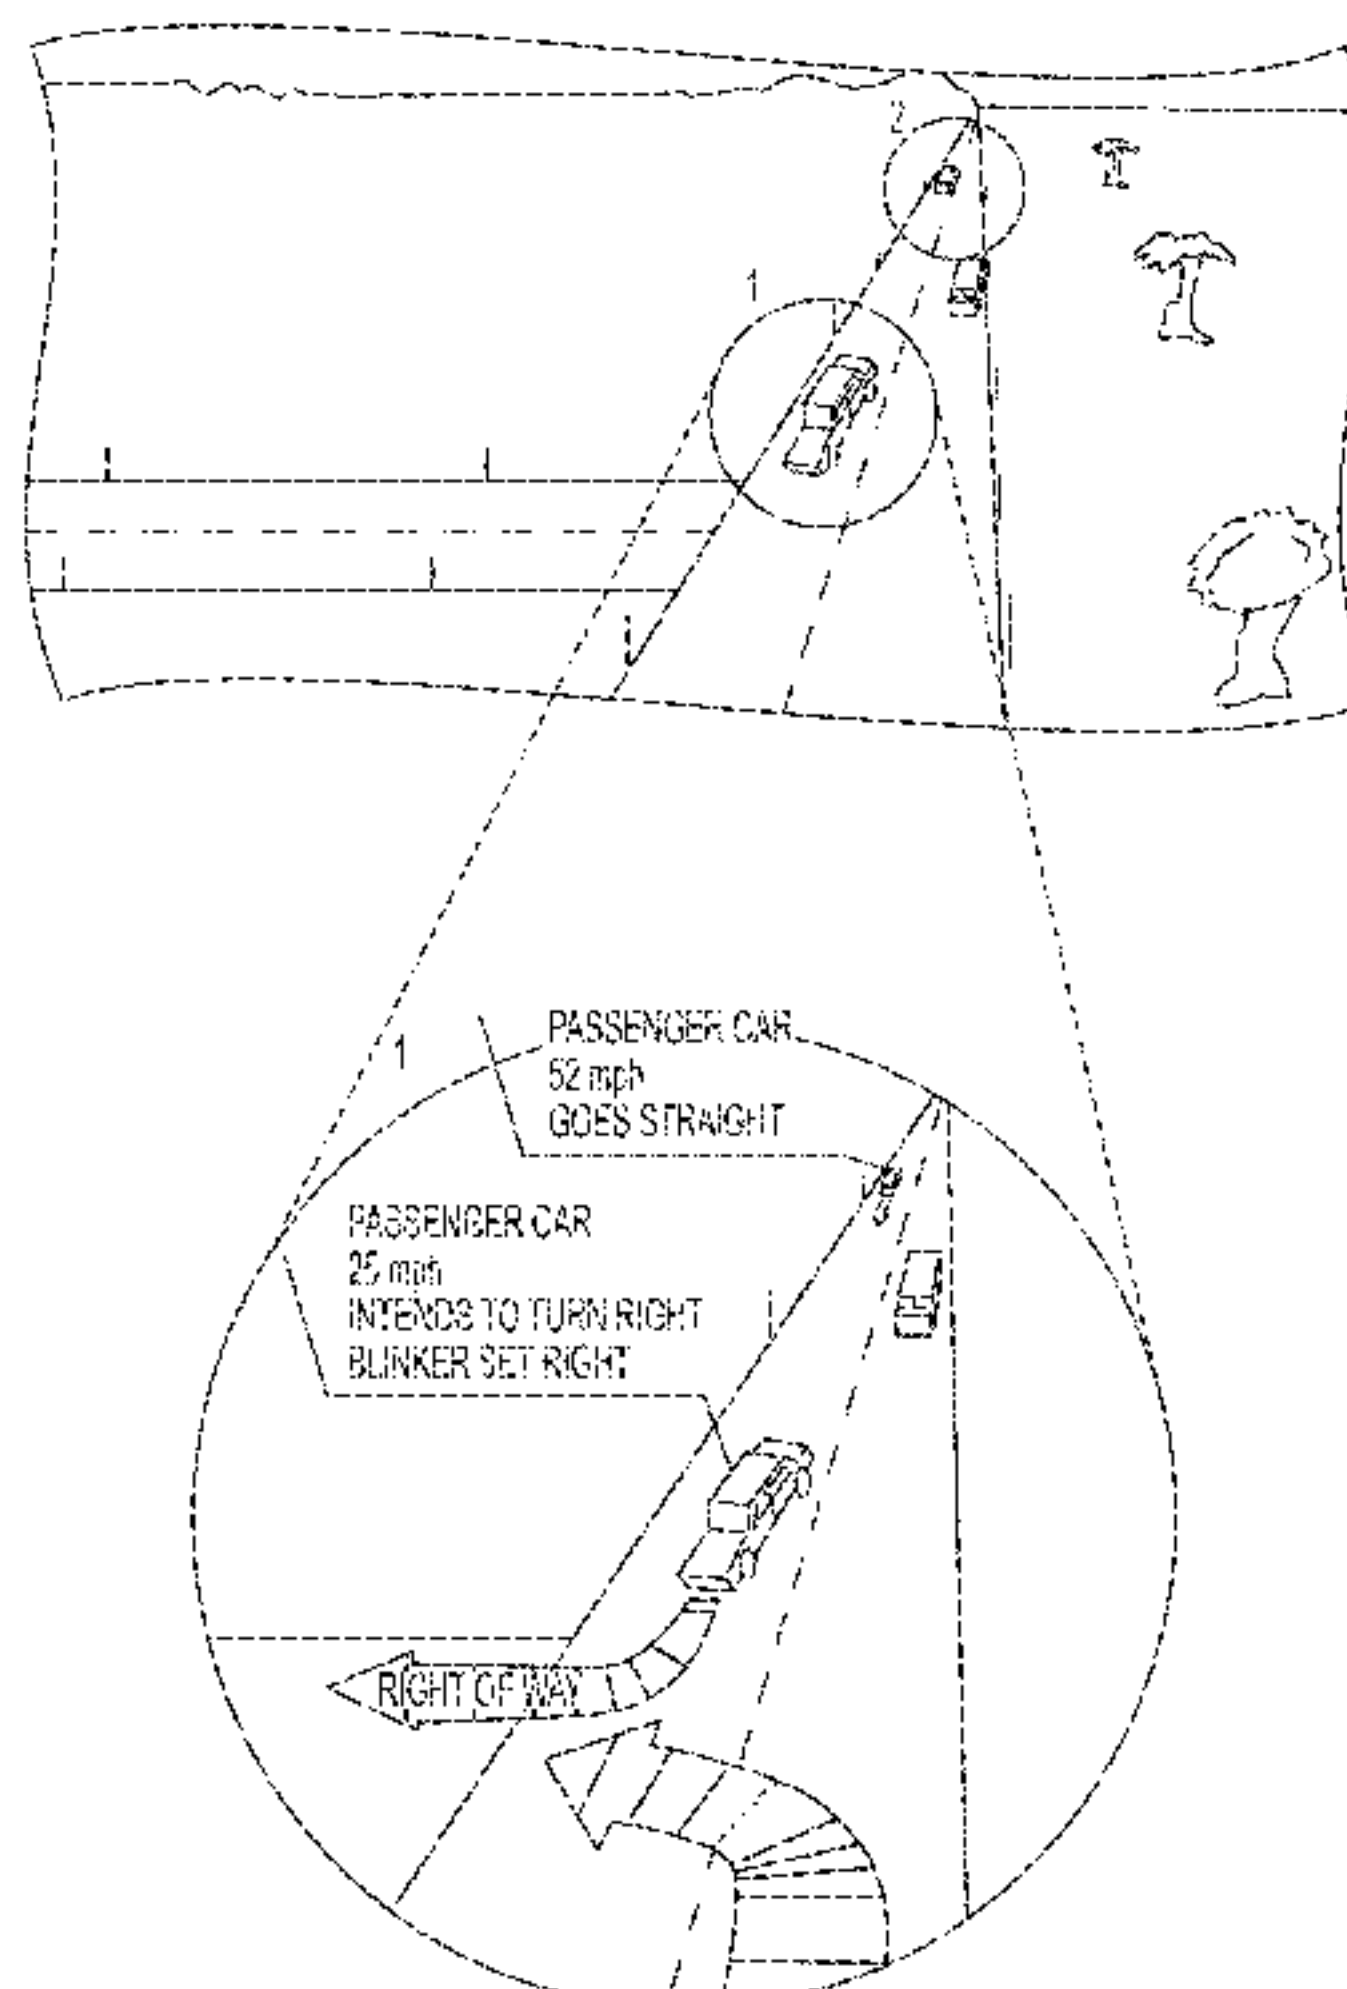 2
1
1
PASSENGER CAR
52 mph
GOES STRAIGHT
PASSENGER CAR
25 mph
INTENDS TO TURN RIGHT
BLINKER SET RIGHT
RIGHT OF WAY